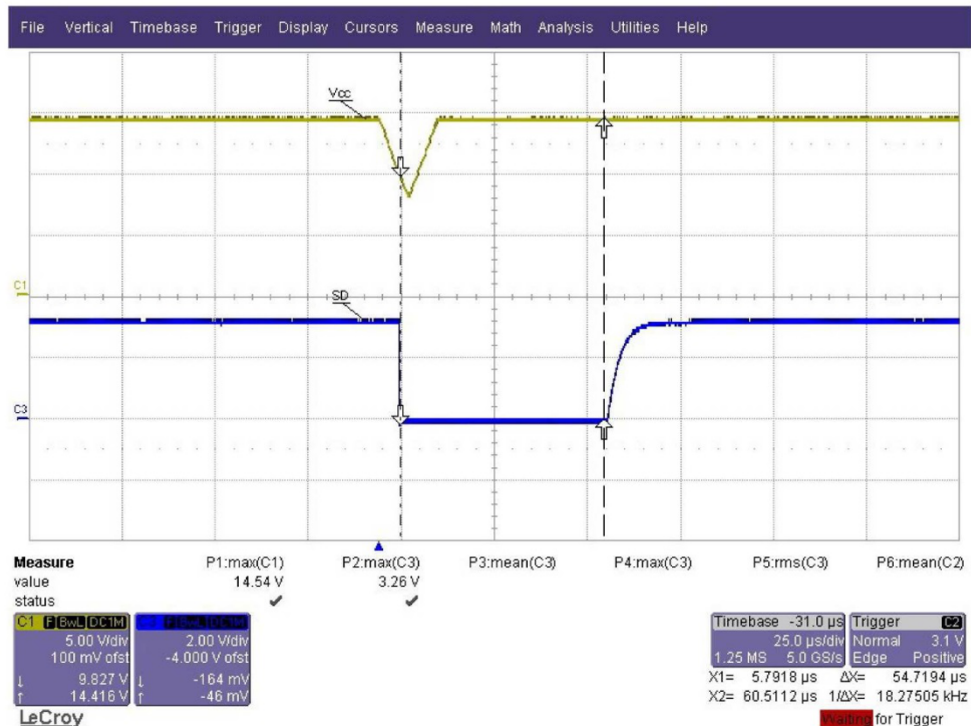 File Vertical Timebase Trigger Display Cursors Measure Math Analysis Utilities Help
Vcc
C1
SD
C3
Measure P1:max(C1) P2:max(C3) P3:mean(C3) P4:max(C3) P5:rms(C3) P6:mean(C2)
value 14.54 V 3.26 V
status
C1 F BwL DC1M
5.00 V/div
100 mV ofst
↓ 9.827 V
↑ 14.416 V
F BwL DC1M
2.00 V/div
-4.000 V ofst
↓ -164 mV
↑ -46 mV
Timebase -31.0 µs
25.0 µs/div
1.25 MS 5.0 GS/s
Trigger C2
Normal 3.1 V
Edge Positive
X1= 5.7918 µs ΔX= 54.7194 µs
X2= 60.5112 µs 1/ΔX= 18.27505 kHz
LeCroy
Waiting for Trigger